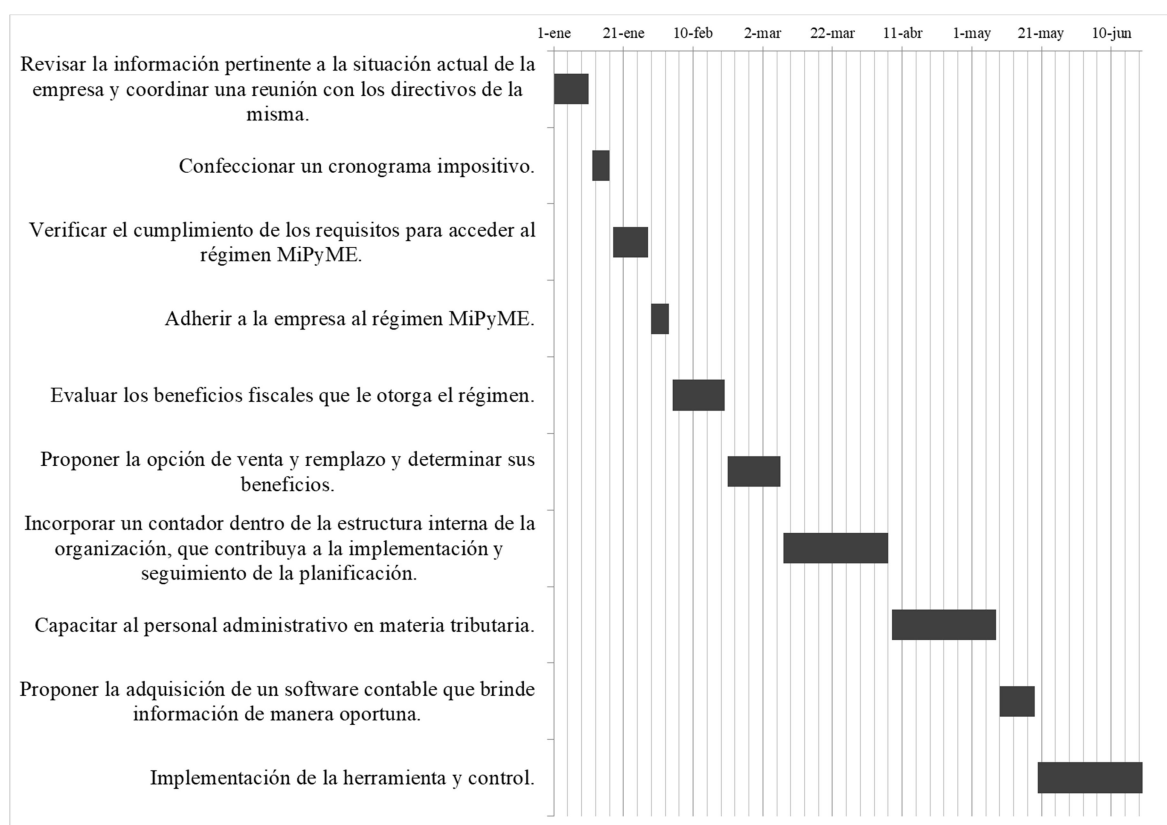 1-ene 21-ene 10-feb 2-mar 22-mar 11-abr 1-may 21-may 10-jun
Revisar la información pertinente a la situación actual de la
empresa y coordinar una reunión con los directivos de la
misma.
Confeccionar un cronograma impositivo.
Verificar el cumplimiento de los requisitos para acceder al
régimen MiPyME.
Adherir a la empresa al régimen MiPyME.
Evaluar los beneficios fiscales que le otorga el régimen.
Proponer la opción de venta y remplazo y determinar sus
beneficios.
Incorporar un contador dentro de la estructura interna de la
organización, que contribuya a la implementación y
seguimiento de la planificación.
Capacitar al personal administrativo en materia tributaria.
Proponer la adquisición de un software contable que brinde
información de manera oportuna.
Implementación de la herramienta y control.